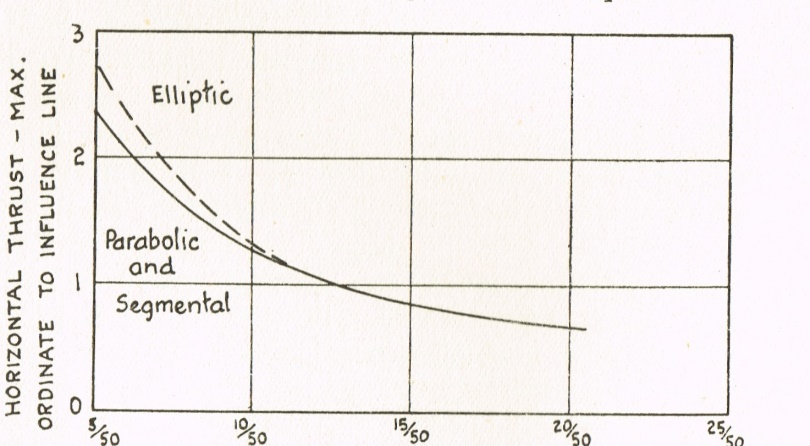 HORIZONTAL THRUST - MAX.
ORDINATE TO INFLUENCE LINE
3
2
1
0
Elliptic
Parabolic
and
Segmental
5/50
10/50
15/50
20/50
25/50